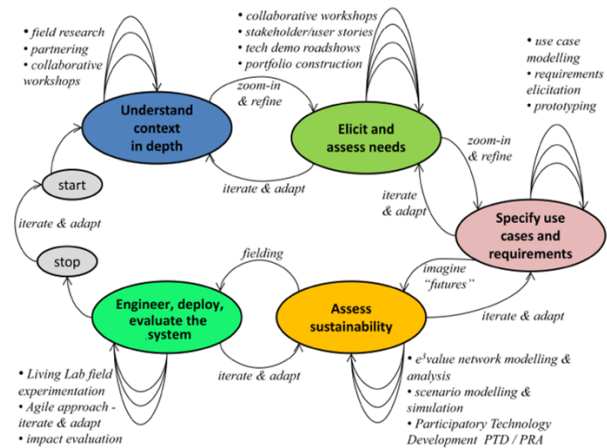 • field research
• partnering
• collaborative
workshops
• collaborative workshops
• stakeholder/user stories
• tech demo roadshows
• portfolio construction
• use case
modelling
• requirements
elicitation
• prototyping
Understand
context
in depth
zoom-in
& refine
Elicit and
assess needs
zoom-in
& refine
start
iterate & adapt
iterate
& adapt
Specify use
cases and
requirements
iterate & adapt
stop
fielding
imagine
"futures"
Engineer, deploy,
evaluate the
system
Assess
sustainability
iterate & adapt
iterate & adapt
• Living Lab field
experimentation
• Agile approach -
iterate & adapt
• impact evaluation
• e³value network modelling &
analysis
• scenario modelling &
simulation
• Participatory Technology
Development PTD / PRA